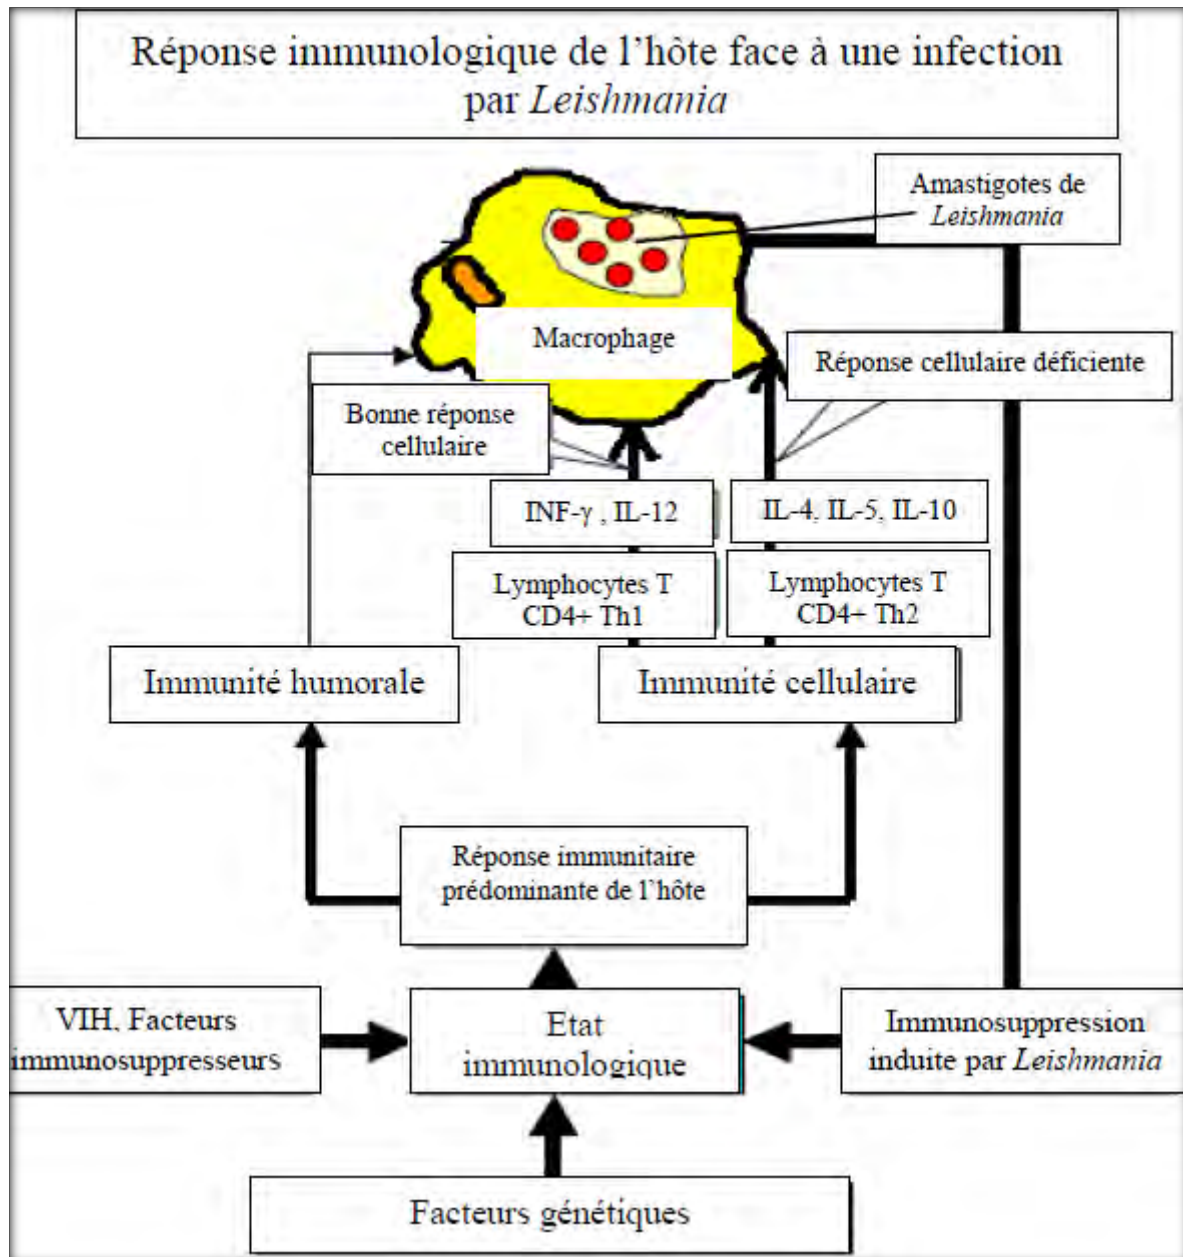 Réponse immunologique de l'hôte face à une infection
par Leishmania
Amastigotes de
Leishmania
Macrophage
Réponse cellulaire déficiente
Bonne réponse
cellulaire
INF-γ , IL-12
IL-4, IL-5, IL-10
Lymphocytes T
CD4+ Th1
Lymphocytes T
CD4+ Th2
Immunité humorale
Immunité cellulaire
Réponse immunitaire
prédominante de l'hôte
VIH, Facteurs
immunosuppresseurs
Etat
immunologique
Immunosuppression
induite par Leishmania
Facteurs génétiques